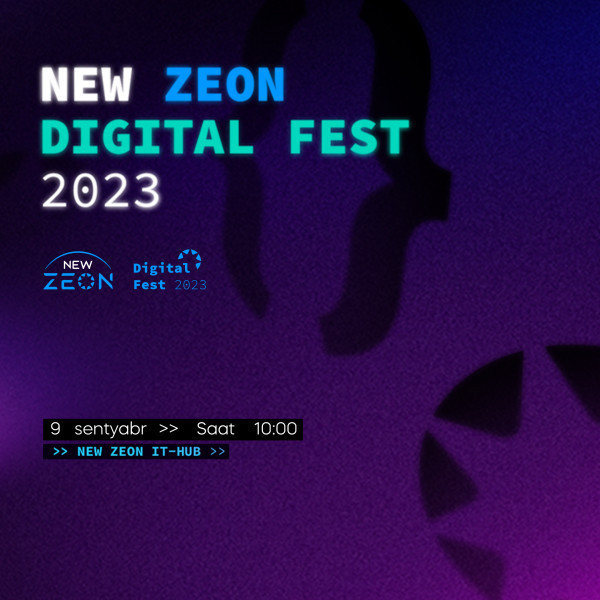 NEW ZEON
DIGITAL FEST
2023
NEW
ZEON
Digital
Fest 2023
9 sentyabr >> Saat 10:00
>> NEW ZEON IT-HUB >>